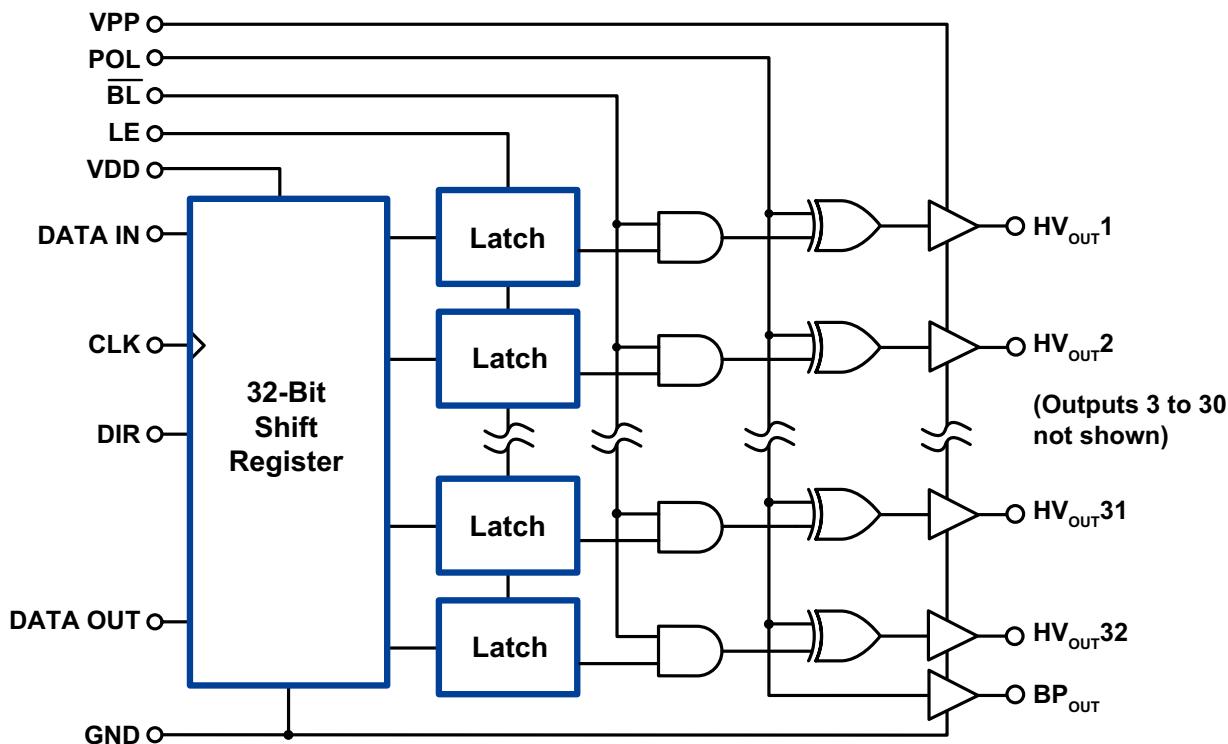 VPP
POL
B̅L̅
LE
VDD
DATA IN
CLK
DIR
DATA OUT
GND
32-Bit
Shift
Register
Latch
Latch
Latch
Latch
HVOUT1
HVOUT2
(Outputs 3 to 30
not shown)
HVOUT31
HVOUT32
BPOUT